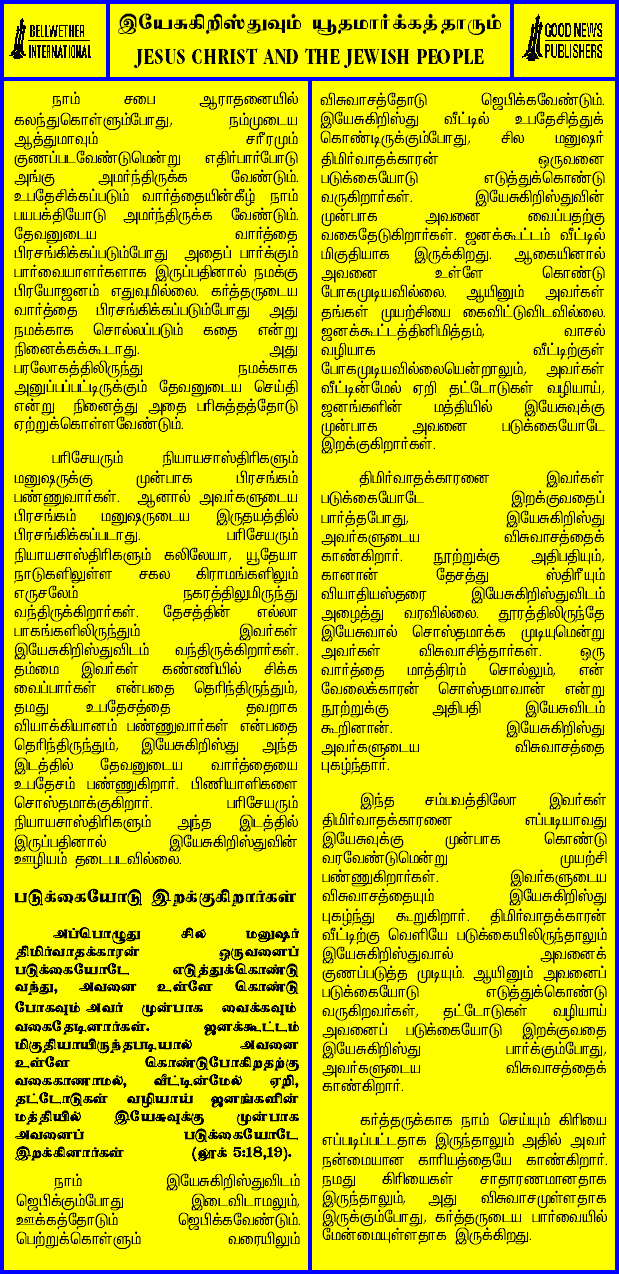 BELLWETHER
INTERNATIONAL
இயேசுகிறிஸ்துவும் யூதமார்க்கத்தாரும்
JESUS CHRIST AND THE JEWISH PEOPLE
GOOD NEWS
PUBLISHERS
நாம் சபை ஆராதனையில்
கலந்துகொள்ளும்போது, நம்முடைய
ஆத்துமாவும் சரீரமும்
குணப்படவேண்டுமென்று எதிர்பார்போடு
அங்கு அமர்ந்திருக்க வேண்டும்.
உபதேசிக்கப்படும் வார்த்தையின்கீழ் நாம்
பயபக்தியோடு அமர்ந்திருக்க வேண்டும்.
தேவனுடைய வார்த்தை
பிரசங்கிக்கப்படும்போது அதைப் பார்க்கும்
பார்வையாளர்களாக இருப்பதினால் நமக்கு
பிரயோஜனம் எதுவுமில்லை. கர்த்தருடைய
வார்த்தை பிரசங்கிக்கப்படும்போது அது
நமக்காக சொல்லப்படும் கதை என்று
நினைக்கக்கூடாது. அது
பரலோகத்திலிருந்து நமக்காக
அனுப்பப்பட்டிருக்கும் தேவனுடைய செய்தி
என்று நினைத்து அதை பரிசுத்தத்தோடு
ஏற்றுக்கொள்ளவேண்டும்.
பரிசேயரும் நியாயசாஸ்திரிகளும்
மனுஷருக்கு முன்பாக பிரசங்கம்
பண்ணுவார்கள். ஆனால் அவர்களுடைய
பிரசங்கம் மனுஷருடைய இருதயத்தில்
பிரசங்கிக்கப்படாது. பரிசேயரும்
நியாயசாஸ்திரிகளும் கலிலேயா, யூதேயா
நாடுகளிலுள்ள சகல கிராமங்களிலும்
எருசலேம் நகரத்திலுமிருந்து
வந்திருக்கிறார்கள். தேசத்தின் எல்லா
பாகங்களிலிருந்தும் இவர்கள்
இயேசுகிறிஸ்துவிடம் வந்திருக்கிறார்கள்.
தம்மை இவர்கள் கண்ணியில் சிக்க
வைப்பார்கள் என்பதை தெரிந்திருந்தும்,
தமது உபதேசத்தை தவறாக
வியாக்கியானம் பண்ணுவார்கள் என்பதை
தெரிந்திருந்தும், இயேசுகிறிஸ்து அந்த
இடத்தில் தேவனுடைய வார்த்தையை
உபதேசம் பண்ணுகிறார். பிணியாளிகளை
சொஸ்தமாக்குகிறார். பரிசேயரும்
நியாயசாஸ்திரிகளும் அந்த இடத்தில்
இருப்பதினால் இயேசுகிறிஸ்துவின்
ஊழியம் தடைபடவில்லை.
படுக்கையோடு இறக்குகிறார்கள்
அப்பொழுது சில மனுஷர்
திமிர்வாதக்காரன் ஒருவனைப்
படுக்கையோடே எடுத்துக்கொண்டு
வந்து, அவனை உள்ளே கொண்டு
போகவும் அவர் முன்பாக வைக்கவும்
வகைதேடினார்கள். ஜனக்கூட்டம்
மிகுதியாயிருந்தபடியால் அவனை
உள்ளே கொண்டுபோகிறதற்கு
வகைகாணாமல், வீட்டின்மேல் ஏறி,
தட்டோடுகள் வழியாய் ஜனங்களின்
மத்தியில் இயேசுவுக்கு முன்பாக
அவனைப் படுக்கையோடே
இறக்கினார்கள் (லூக் 5:18,19).
நாம் இயேசுகிறிஸ்துவிடம்
ஜெபிக்கும்போது இடைவிடாமலும்,
ஊக்கத்தோடும் ஜெபிக்கவேண்டும்.
பெற்றுக்கொள்ளும் வரையிலும்
விசுவாசத்தோடு ஜெபிக்கவேண்டும்.
இயேசுகிறிஸ்து வீட்டில் உபதேசித்துக்
கொண்டிருக்கும்போது, சில மனுஷர்
திமிர்வாதக்காரன் ஒருவனை
படுக்கையோடு எடுத்துக்கொண்டு
வருகிறார்கள். இயேசுகிறிஸ்துவின்
முன்பாக அவனை வைப்பதற்கு
வகைதேடுகிறார்கள். ஜனக்கூட்டம் வீட்டில்
மிகுதியாக இருக்கிறது. ஆகையினால்
அவனை உள்ளே கொண்டு
போகமுடியவில்லை. ஆயினும் அவர்கள்
தங்கள் முயற்சியை கைவிட்டுவிடவில்லை.
ஜனக்கூட்டத்தினிமித்தம், வாசல்
வழியாக வீட்டிற்குள்
போகமுடியவில்லையென்றாலும், அவர்கள்
வீட்டின்மேல் ஏறி தட்டோடுகள் வழியாய்,
ஜனங்களின் மத்தியில் இயேசுவுக்கு
முன்பாக அவனை படுக்கையோடே
இறக்குகிறார்கள்.
திமிர்வாதக்காரனை இவர்கள்
படுக்கையோடே இறக்குவதைப்
பார்த்தபோது, இயேசுகிறிஸ்து
அவர்களுடைய விசுவாசத்தைக்
காண்கிறார். நூற்றுக்கு அதிபதியும்,
கானான் தேசத்து ஸ்திரீயும்
வியாதியஸ்தரை இயேசுகிறிஸ்துவிடம்
அழைத்து வரவில்லை. தூரத்திலிருந்தே
இயேசுவால் சொஸ்தமாக்க முடியுமென்று
அவர்கள் விசுவாசித்தார்கள். ஒரு
வார்த்தை மாத்திரம் சொல்லும், என்
வேலைக்காரன் சொஸ்தமாவான் என்று
நூற்றுக்கு அதிபதி இயேசுவிடம்
கூறினான். இயேசுகிறிஸ்து
அவர்களுடைய விசுவாசத்தை
புகழ்ந்தார்.
இந்த சம்பவத்திலோ இவர்கள்
திமிர்வாதக்காரனை எப்படியாவது
இயேசுவுக்கு முன்பாக கொண்டு
வரவேண்டுமென்று முயற்சி
பண்ணுகிறார்கள். இவர்களுடைய
விசுவாசத்தையும் இயேசுகிறிஸ்து
புகழ்ந்து கூறுகிறார். திமிர்வாதக்காரன்
வீட்டிற்கு வெளியே படுக்கையிலிருந்தாலும்
இயேசுகிறிஸ்துவால் அவனைக்
குணப்படுத்த முடியும். ஆயினும் அவனைப்
படுக்கையோடு எடுத்துக்கொண்டு
வருகிறவர்கள், தட்டோடுகள் வழியாய்
அவனைப் படுக்கையோடு இறக்குவதை
இயேசுகிறிஸ்து பார்க்கும்போது,
அவர்களுடைய விசுவாசத்தைக்
காண்கிறார்.
கர்த்தருக்காக நாம் செய்யும் கிரியை
எப்படிப்பட்டதாக இருந்தாலும் அதில் அவர்
நன்மையான காரியத்தையே காண்கிறார்.
நமது கிரியைகள் சாதாரணமானதாக
இருந்தாலும், அது விசுவாசமுள்ளதாக
இருக்கும்போது, கர்த்தருடைய பார்வையில்
மேன்மையுள்ளதாக இருக்கிறது.